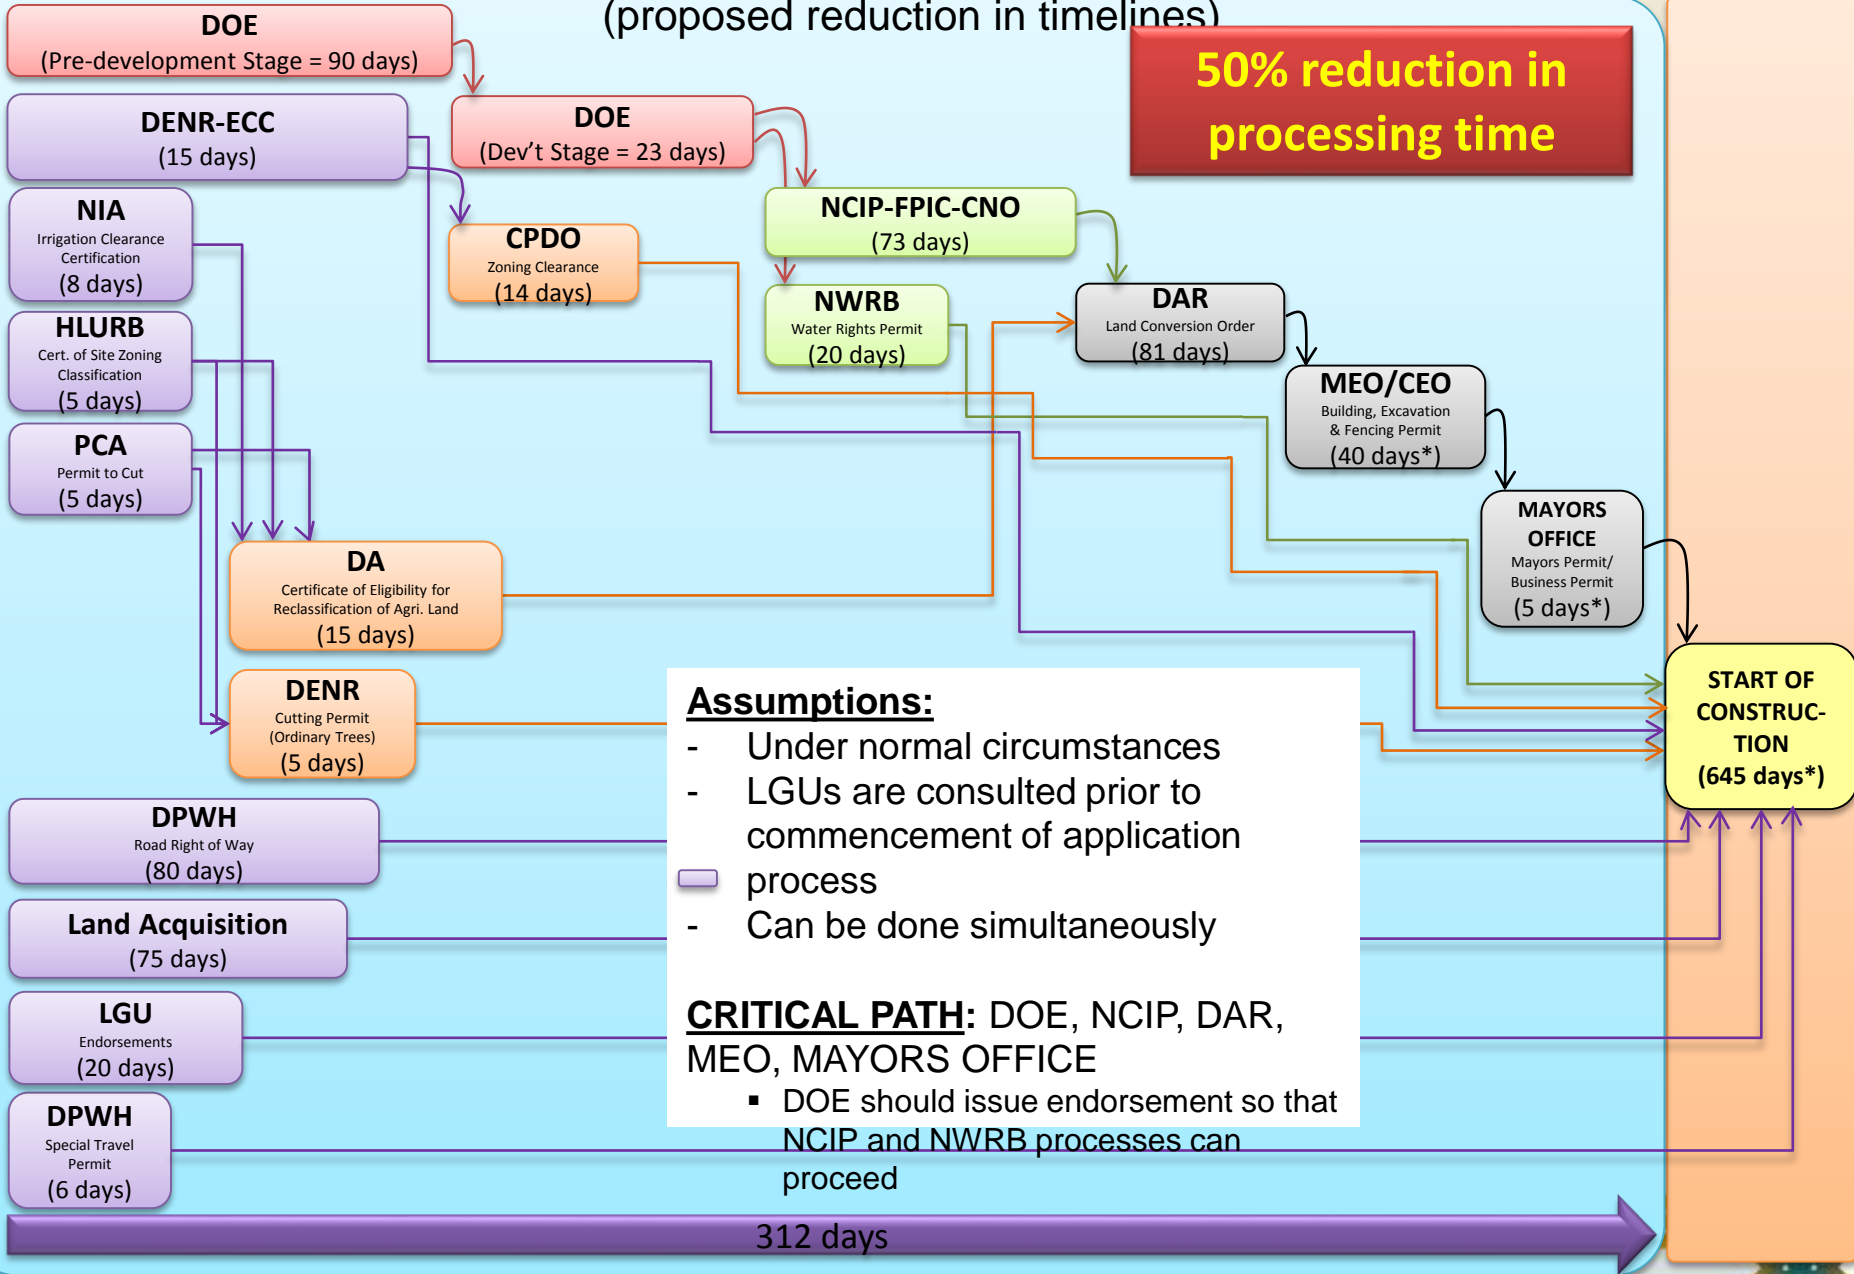 (proposed reduction in timelines)
50% reduction in
processing time
DOE
(Pre-development Stage = 90 days)
DENR-ECC
(15 days)
DOE
(Dev't Stage = 23 days)
NIA
Irrigation Clearance
Certification
(8 days)
CPDO
Zoning Clearance
(14 days)
NCIP-FPIC-CNO
(73 days)
NWRB
Water Rights Permit
(20 days)
DAR
Land Conversion Order
(81 days)
HLURB
Cert. of Site Zoning
Classification
(5 days)
MEO/CEO
Building, Excavation
& Fencing Permit
(40 days*)
PCA
Permit to Cut
(5 days)
MAYORS
OFFICE
Mayors Permit/
Business Permit
(5 days*)
DA
Certificate of Eligibility for
Reclassification of Agri. Land
(15 days)
DENR
Cutting Permit
(Ordinary Trees)
(5 days)
START OF
CONSTRUC-
TION
(645 days*)
DPWH
Road Right of Way
(80 days)
Land Acquisition
(75 days)
LGU
Endorsements
(20 days)
DPWH
Special Travel
Permit
(6 days)
Assumptions:
- Under normal circumstances
- LGUs are consulted prior to
commencement of application
process
- Can be done simultaneously
CRITICAL PATH: DOE, NCIP, DAR,
MEO, MAYORS OFFICE
▪ DOE should issue endorsement so that
NCIP and NWRB processes can
proceed
312 days